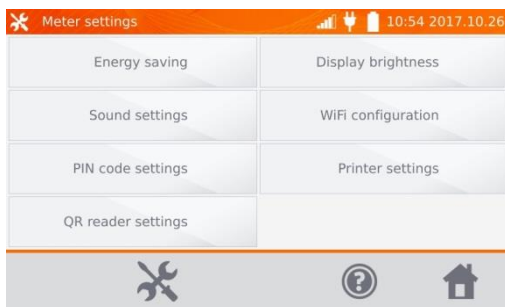 Meter settings
10:54 2017.10.26
Energy saving
Display brightness
Sound settings
WiFi configuration
PIN code settings
Printer settings
QR reader settings